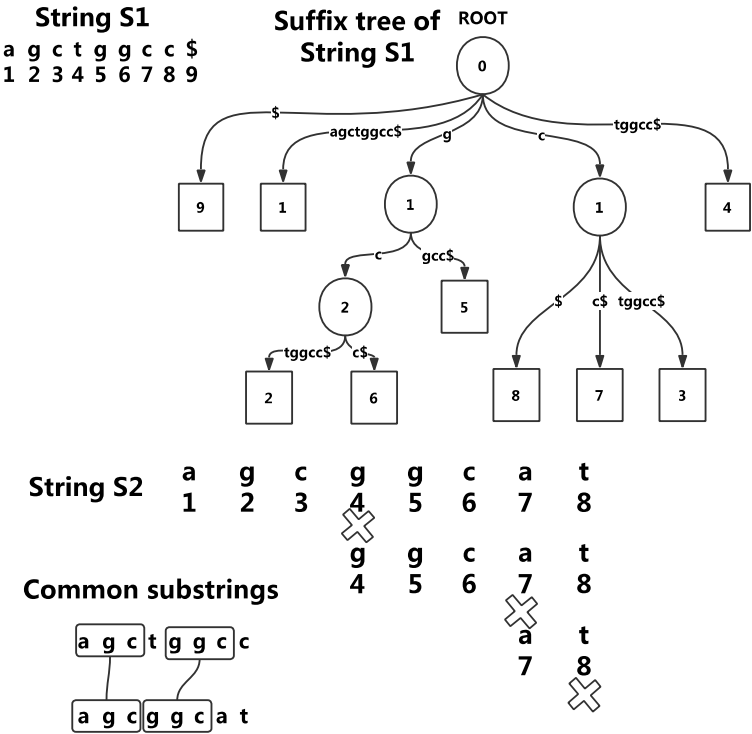 String S1
a g c t g g c c $
1 2 3 4 5 6 7 8 9
Suffix tree of
String S1
ROOT
0
$
agctggcc$
g
c
tggcc$
9
1
1
1
4
c
gcc$
$
c$
tggcc$
2
5
tggcc$
c$
2
6
8
7
3
String S2
a g c g g c a t
1 2 3 4 5 6 7 8
g g c a t
4 5 6 7 8
a t
7 8
Common substrings
a g c t g g c c
a g c g g c a t